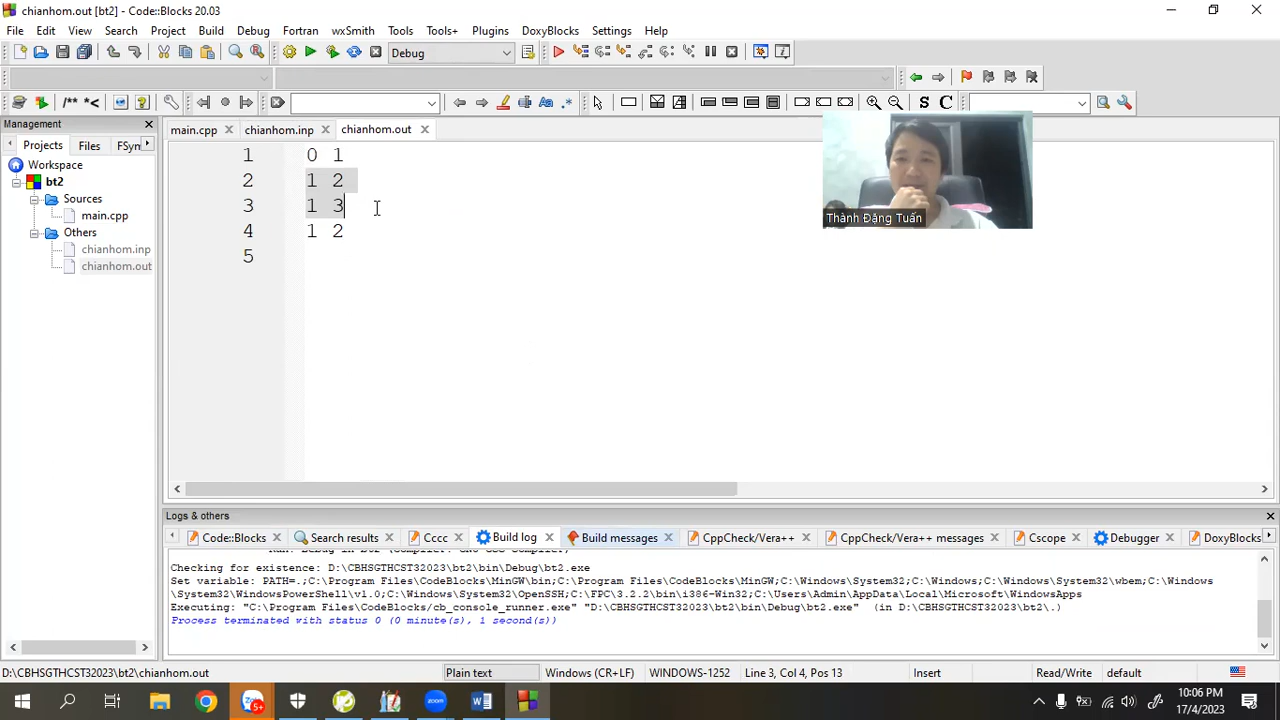 chianhom.out [bt2] - Code::Blocks 20.03
File Edit View Search Project Build Debug Fortran wxSmith Tools Tools+ Plugins DoxyBlocks Settings Help
Debug
/** *<
S C
Management
Projects Files FSyn
Workspace
bt2
Sources
main.cpp
Others
chianhom.inp
chianhom.out
main.cpp chianhom.inp chianhom.out
1 0 1
2 1 2
3 1 3
4 1 2
5
Thành Đặng Tuấn
Logs & others
Code::Blocks Search results Cccc Build log Build messages CppCheck/Vera++ CppCheck/Vera++ messages Cscope Debugger DoxyBlocks
Checking for existence: D:\CBHSGTHCST32023\bt2\bin\Debug\bt2.exe
Set variable: PATH=.;C:\Program Files\CodeBlocks\MinGW\bin;C:\Program Files\CodeBlocks\MinGW;C:\Windows\System32;C:\Windows;C:\Windows\System32\wbem;C:\Windows
\System32\WindowsPowerShell\v1.0;C:\Windows\System32\OpenSSH;C:\FPC\3.2.2\bin\i386-Win32;C:\Users\Admin\AppData\Local\Microsoft\WindowsApps
Executing: "C:\Program Files\CodeBlocks/cb_console_runner.exe" "D:\CBHSGTHCST32023\bt2\bin\Debug\bt2.exe" (in D:\CBHSGTHCST32023\bt2\.)
Process terminated with status 0 (0 minute(s), 1 second(s))
D:\CBHSGTHCST32023\bt2\chianhom.out Plain text Windows (CR+LF) WINDOWS-1252 Line 3, Col 4, Pos 13 Insert Read/Write default
5+
zoom
10:06 PM
17/4/2023